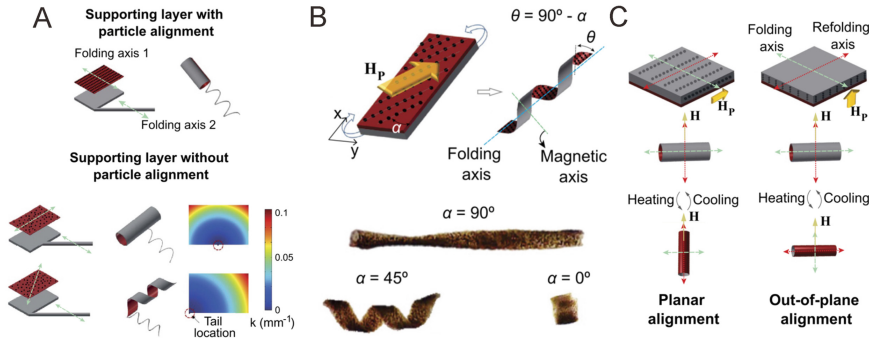 A
Supporting layer with
particle alignment
Folding axis 1
Folding axis 2
Supporting layer without
particle alignment
0.1
0.05
0
k (mm⁻¹)
Tail
location
B
θ = 90º - α
θ
H_P
α
x
y
Folding
axis
Magnetic
axis
α = 90º
α = 45º
α = 0º
C
Folding
axis
Refolding
axis
H_P
H_P
H
H
Heating
Cooling
Heating
Cooling
H
H
Planar
alignment
Out-of-plane
alignment